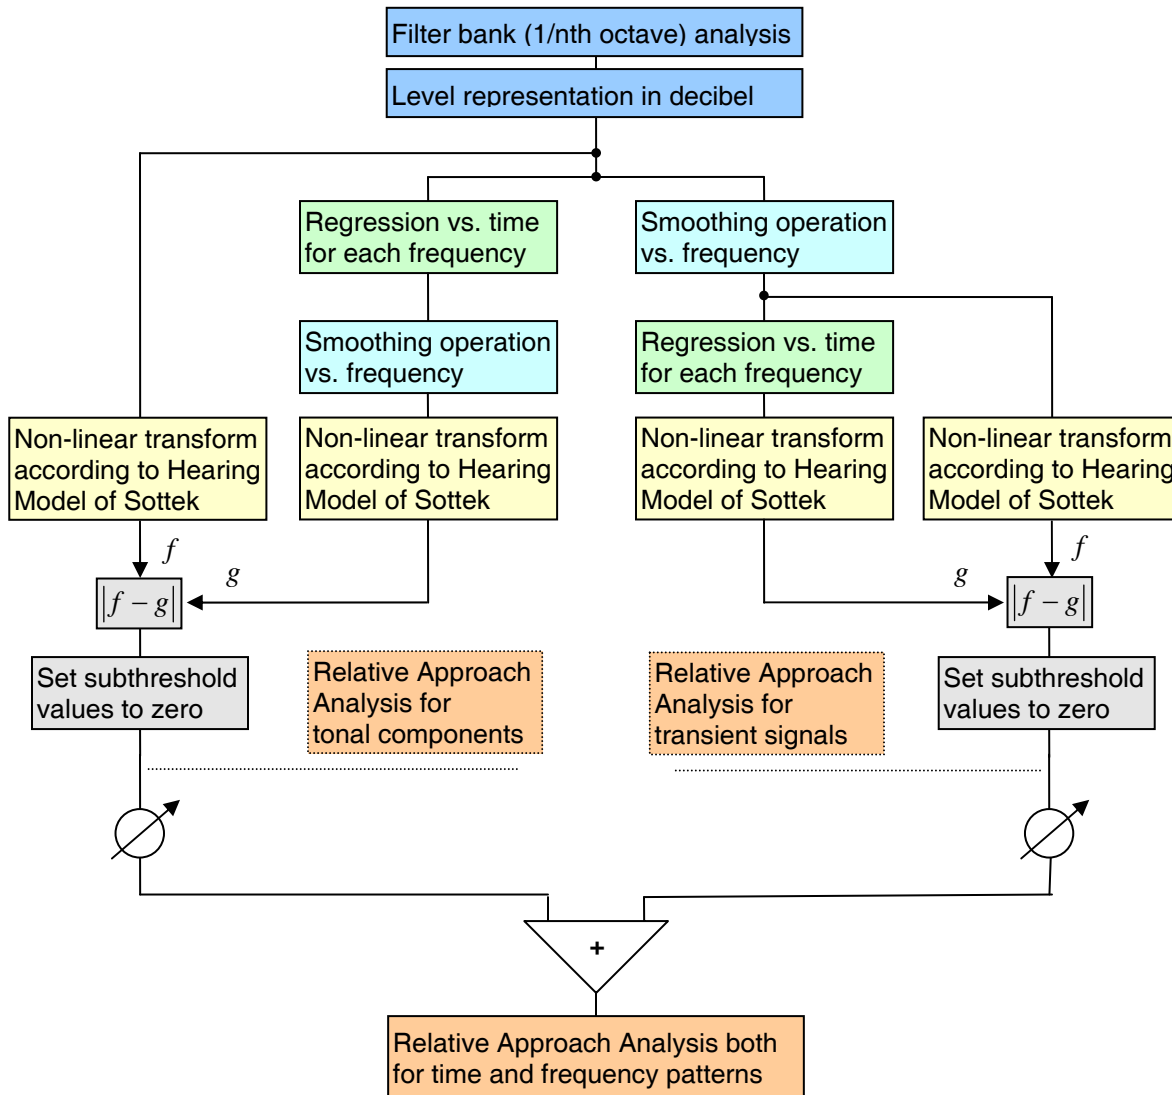 Filter bank (1/nth octave) analysis
Level representation in decibel
Regression vs. time
for each frequency
Smoothing operation
vs. frequency
Smoothing operation
vs. frequency
Regression vs. time
for each frequency
Non-linear transform
according to Hearing
Model of Sottek
Non-linear transform
according to Hearing
Model of Sottek
Non-linear transform
according to Hearing
Model of Sottek
Non-linear transform
according to Hearing
Model of Sottek
f
g
|f − g|
g
f
|f − g|
Set subthreshold
values to zero
Relative Approach
Analysis for
tonal components
Relative Approach
Analysis for
transient signals
Set subthreshold
values to zero
+
Relative Approach Analysis both
for time and frequency patterns